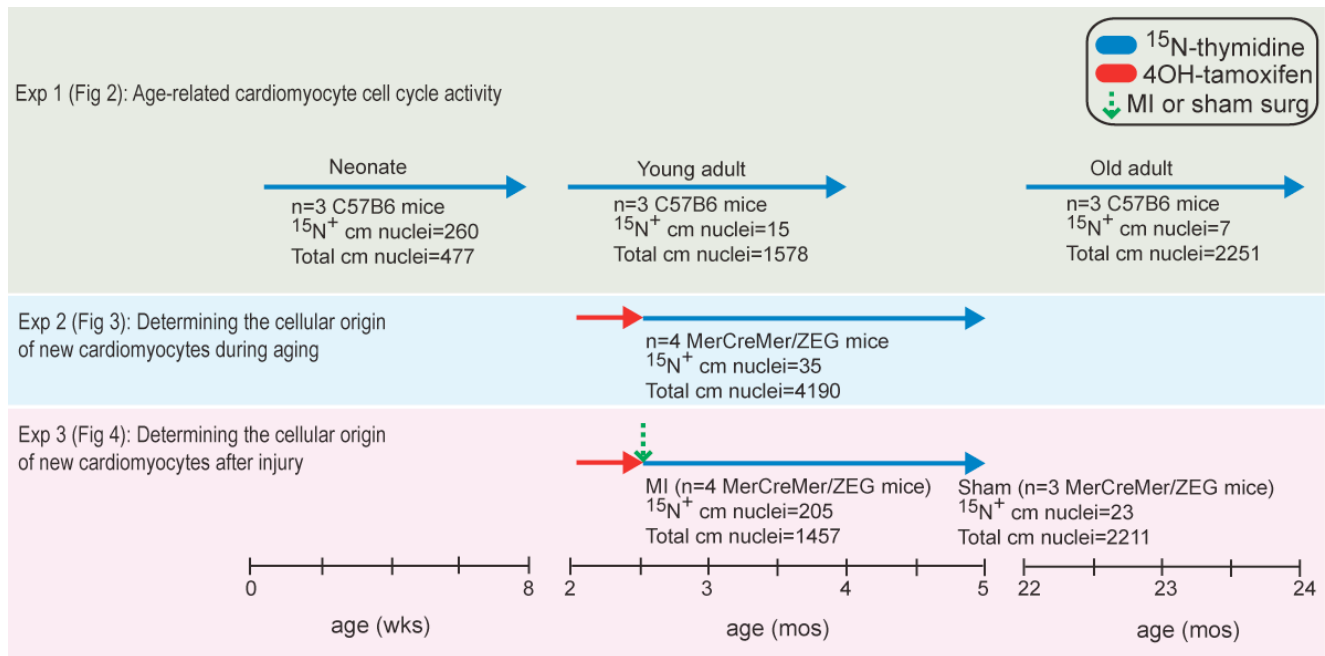 15N-thymidine
4OH-tamoxifen
MI or sham surg
Exp 1 (Fig 2): Age-related cardiomyocyte cell cycle activity
Neonate
n=3 C57B6 mice
15N+ cm nuclei=260
Total cm nuclei=477
Young adult
n=3 C57B6 mice
15N+ cm nuclei=15
Total cm nuclei=1578
Old adult
n=3 C57B6 mice
15N+ cm nuclei=7
Total cm nuclei=2251
Exp 2 (Fig 3): Determining the cellular origin
of new cardiomyocytes during aging
n=4 MerCreMer/ZEG mice
15N+ cm nuclei=35
Total cm nuclei=4190
Exp 3 (Fig 4): Determining the cellular origin
of new cardiomyocytes after injury
MI (n=4 MerCreMer/ZEG mice)
15N+ cm nuclei=205
Total cm nuclei=1457
Sham (n=3 MerCreMer/ZEG mice)
15N+ cm nuclei=23
Total cm nuclei=2211
0 8
age (wks)
2 3 4 5
age (mos)
22 23 24
age (mos)